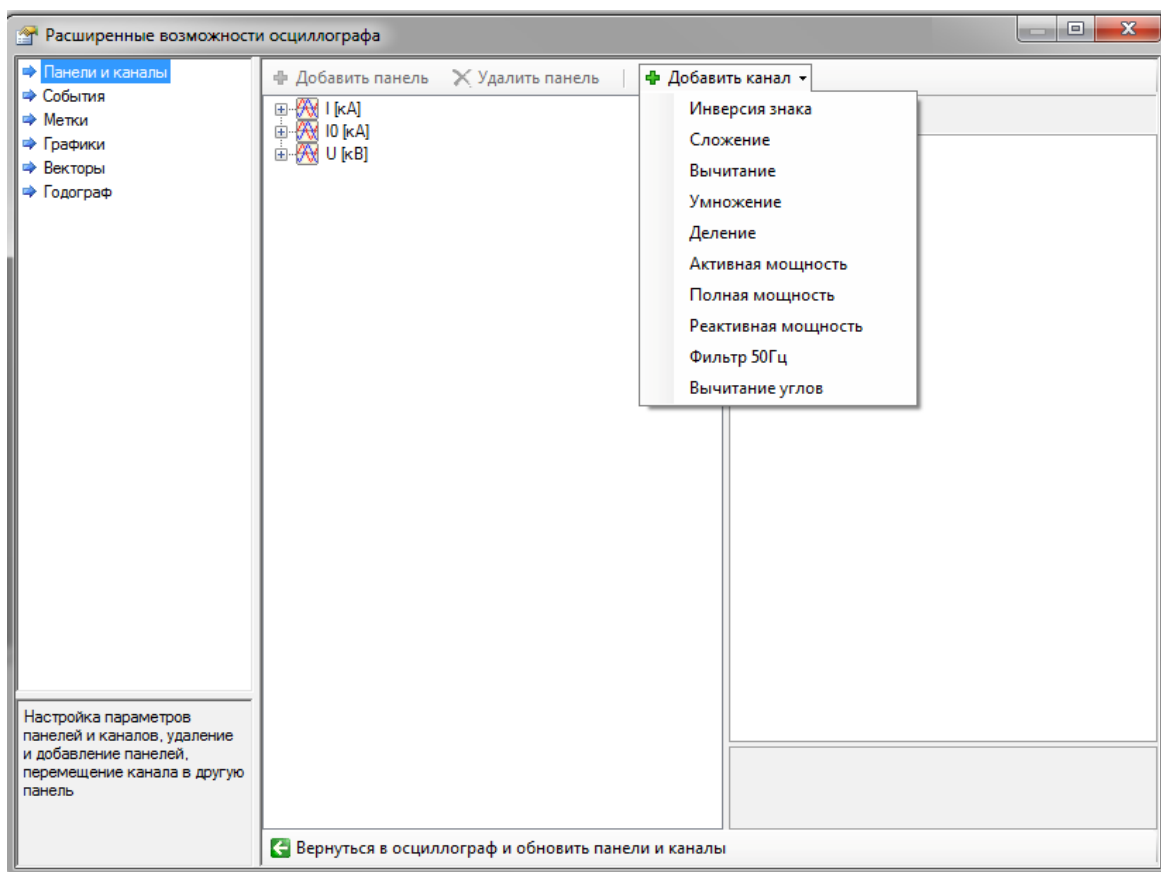 Расширенные возможности осциллографа
Панели и каналы
События
Метки
Графики
Векторы
Годограф
Настройка параметров
панелей и каналов, удаление
и добавление панелей,
перемещение канала в другую
панель
Добавить панель Удалить панель Добавить канал
I [кА]
I0 [кА]
U [кВ]
Инверсия знака
Сложение
Вычитание
Умножение
Деление
Активная мощность
Полная мощность
Реактивная мощность
Фильтр 50Гц
Вычитание углов
Вернуться в осциллограф и обновить панели и каналы